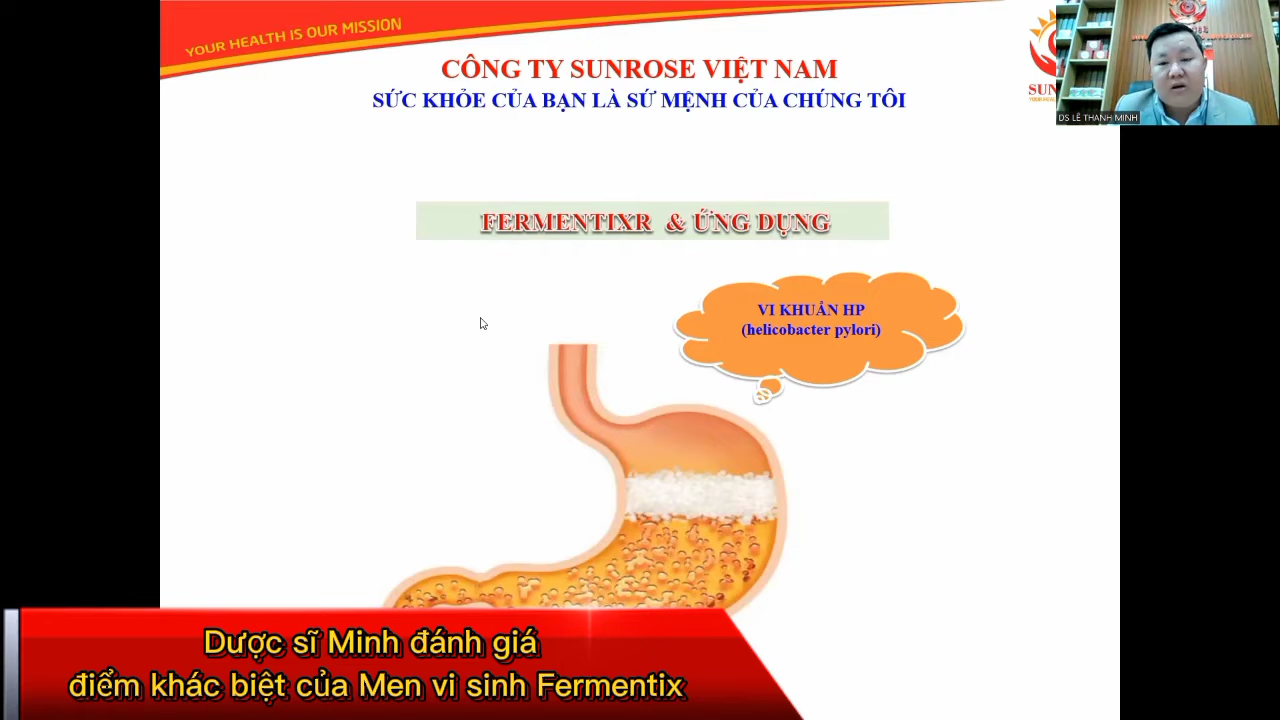 YOUR HEALTH IS OUR MISSION
CÔNG TY SUNROSE VIỆT NAM
SỨC KHỎE CỦA BẠN LÀ SỨ MỆNH CỦA CHÚNG TÔI
DS LÊ THANH MINH
FERMENTIXR & ỨNG DỤNG
VI KHUẨN HP
(helicobacter pylori)
Dược sĩ Minh đánh giá
điểm khác biệt của Men vi sinh Fermentix